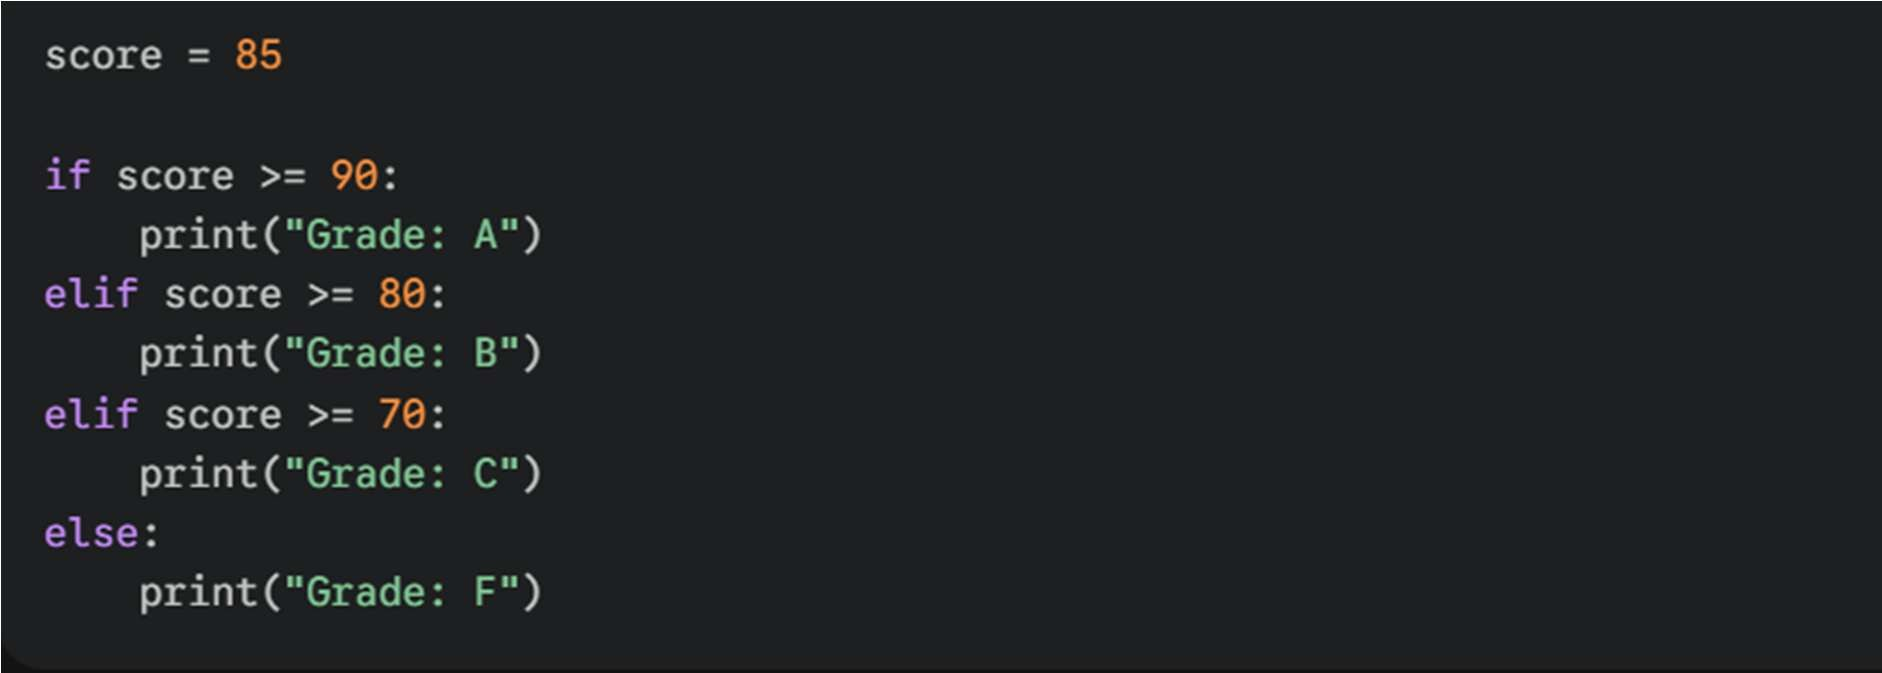 score = 85
if score >= 90:
    print("Grade: A")
elif score >= 80:
    print("Grade: B")
elif score >= 70:
    print("Grade: C")
else:
    print("Grade: F")